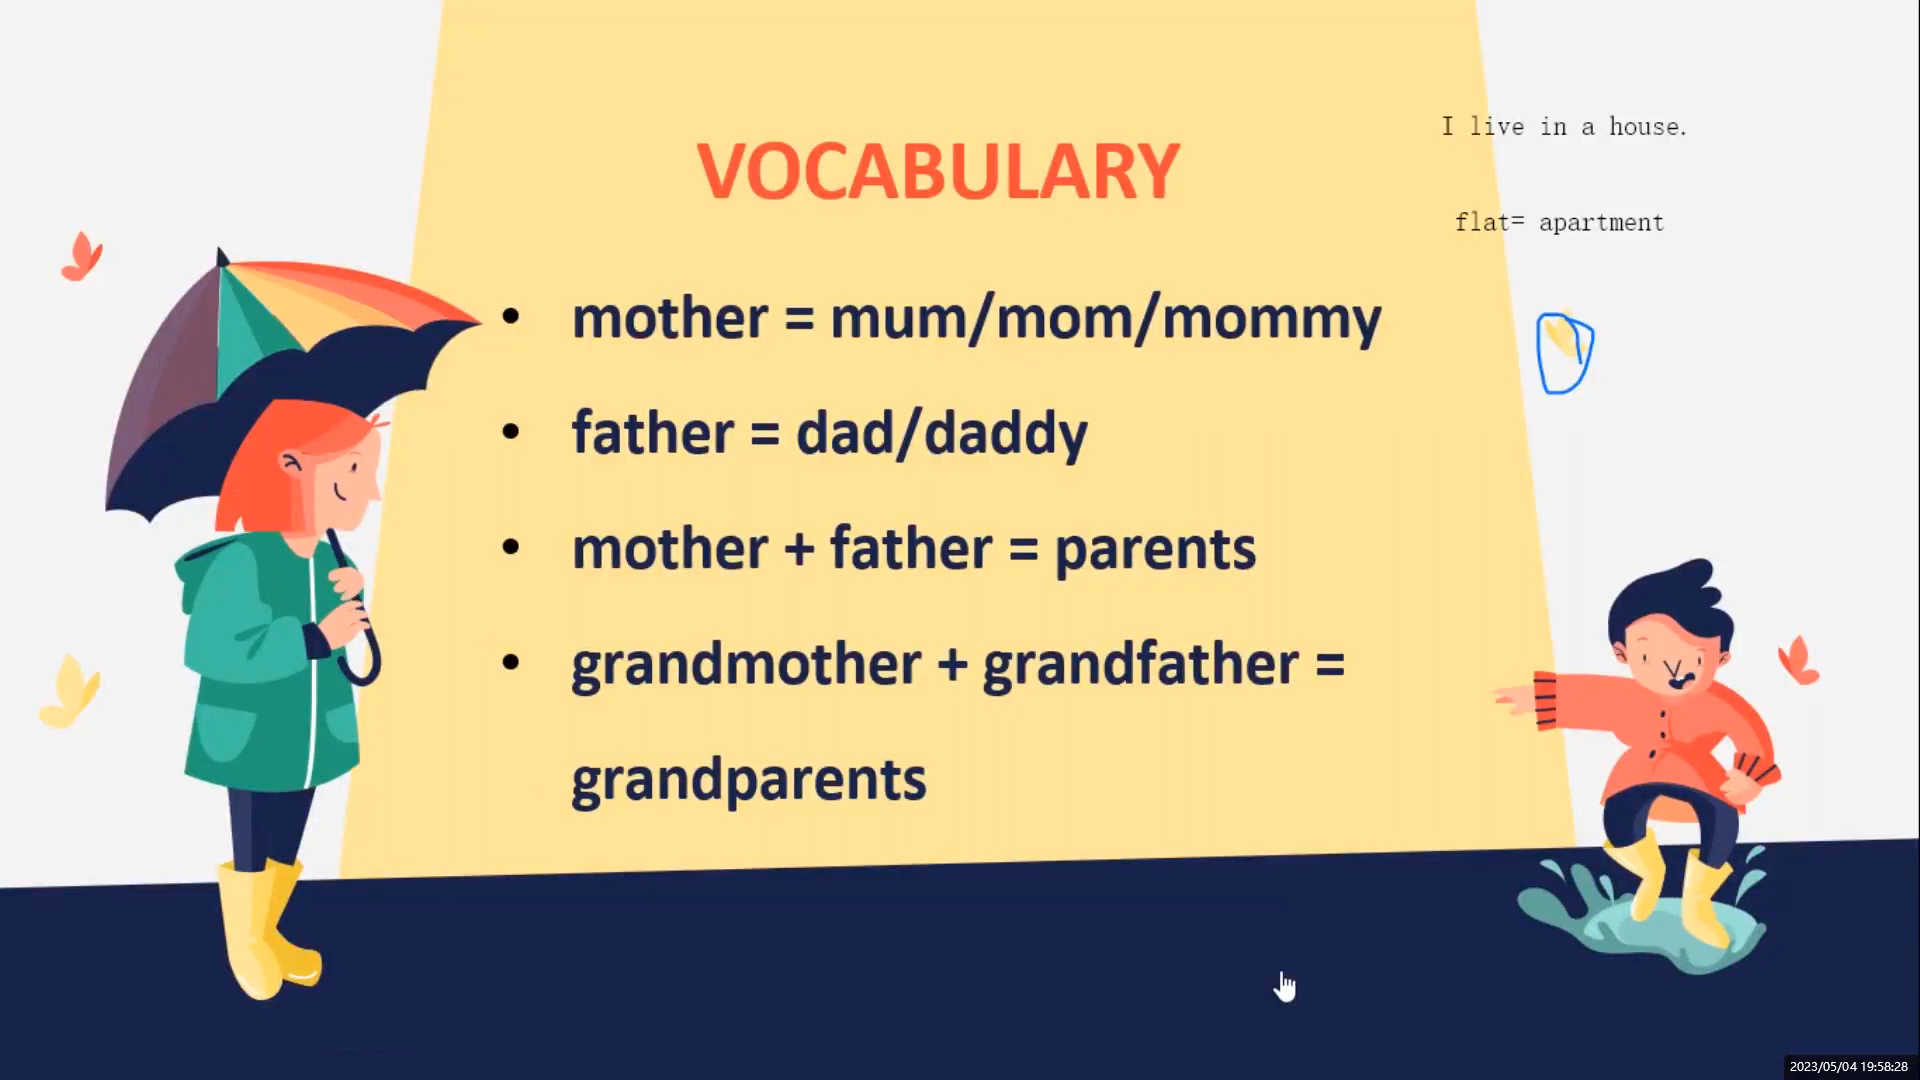 I live in a house.
VOCABULARY
flat= apartment
• mother = mum/mom/mommy
• father = dad/daddy
• mother + father = parents
• grandmother + grandfather =
grandparents
2023/05/04 19:58:28